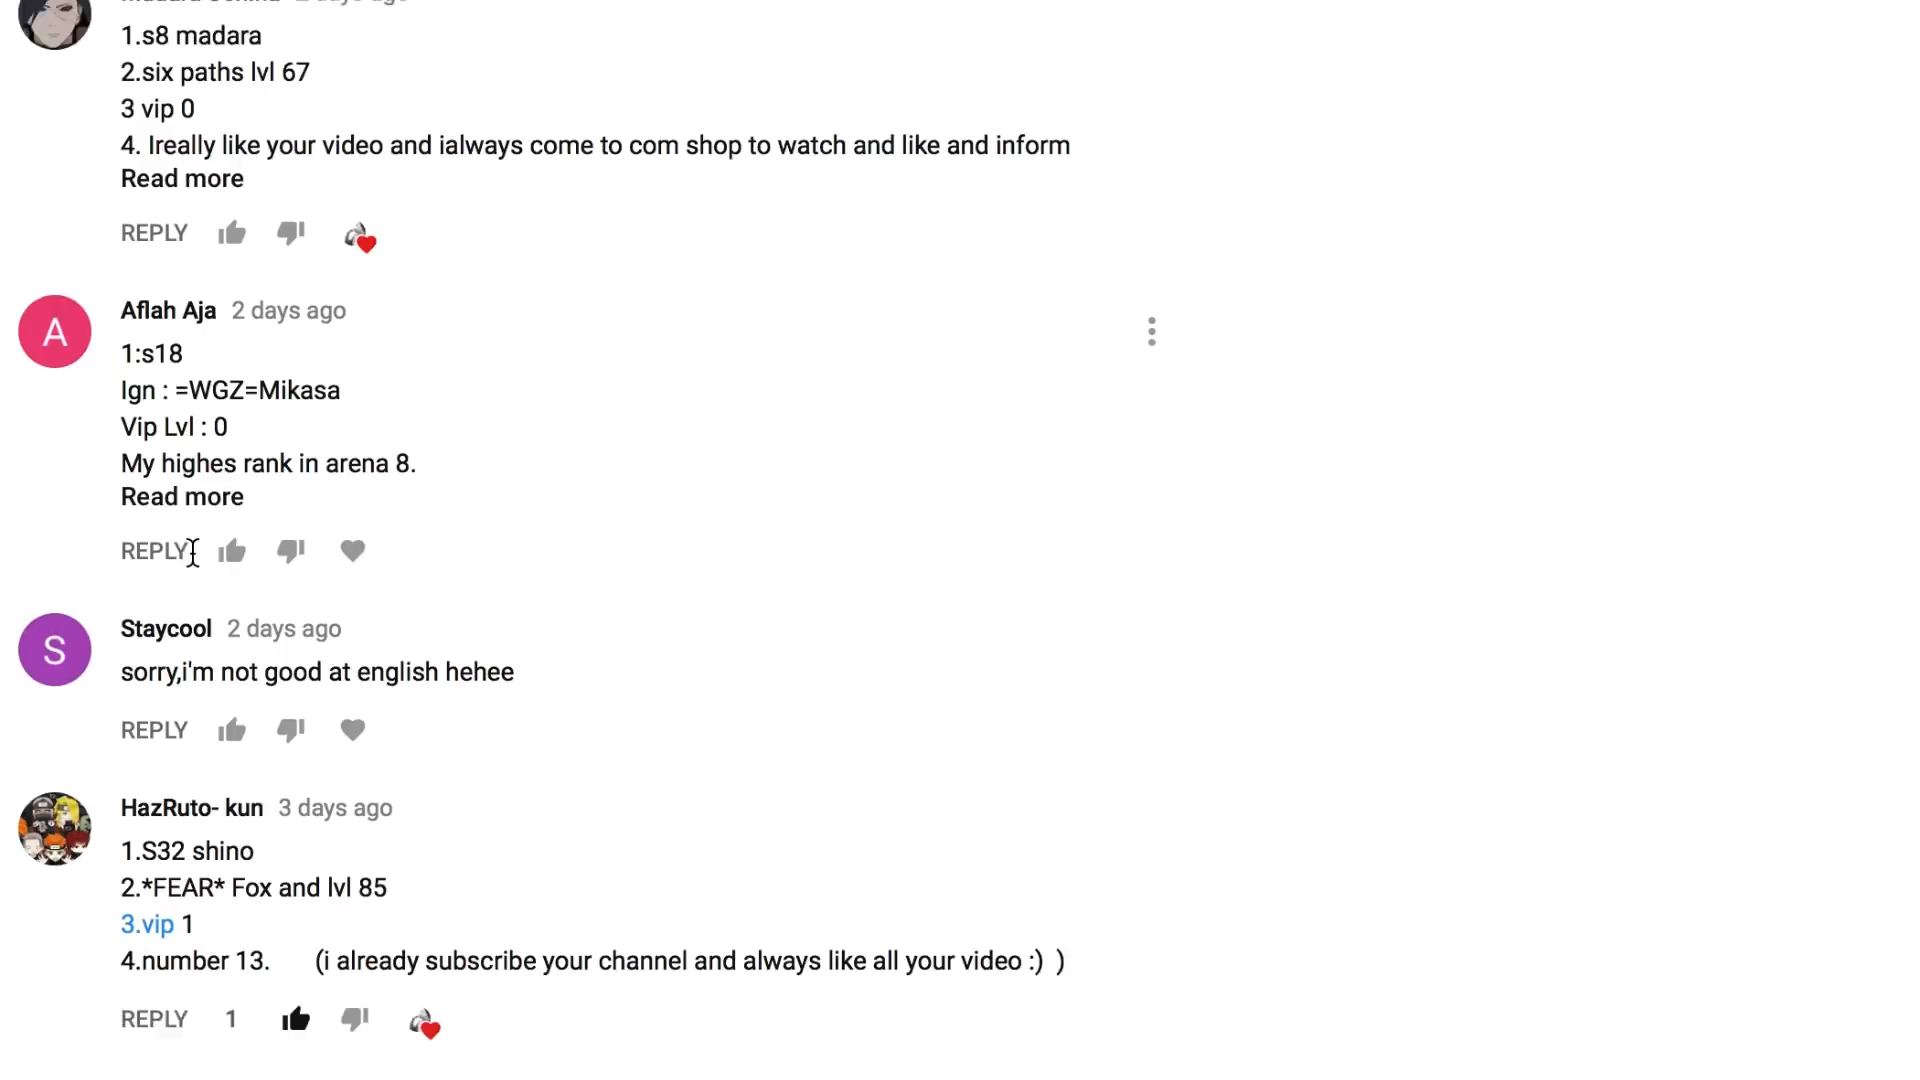 1.s8 madara
2.six paths lvl 67
3 vip 0
4. Ireally like your video and ialways come to com shop to watch and like and inform
Read more
REPLY
A
Aflah Aja 2 days ago
1:s18
Ign : =WGZ=Mikasa
Vip Lvl : 0
My highes rank in arena 8.
Read more
REPLY
S
Staycool 2 days ago
sorry,i'm not good at english hehee
REPLY
HazRuto- kun 3 days ago
1.S32 shino
2.*FEAR* Fox and lvl 85
3.vip 1
4.number 13. (i already subscribe your channel and always like all your video :) )
REPLY 1